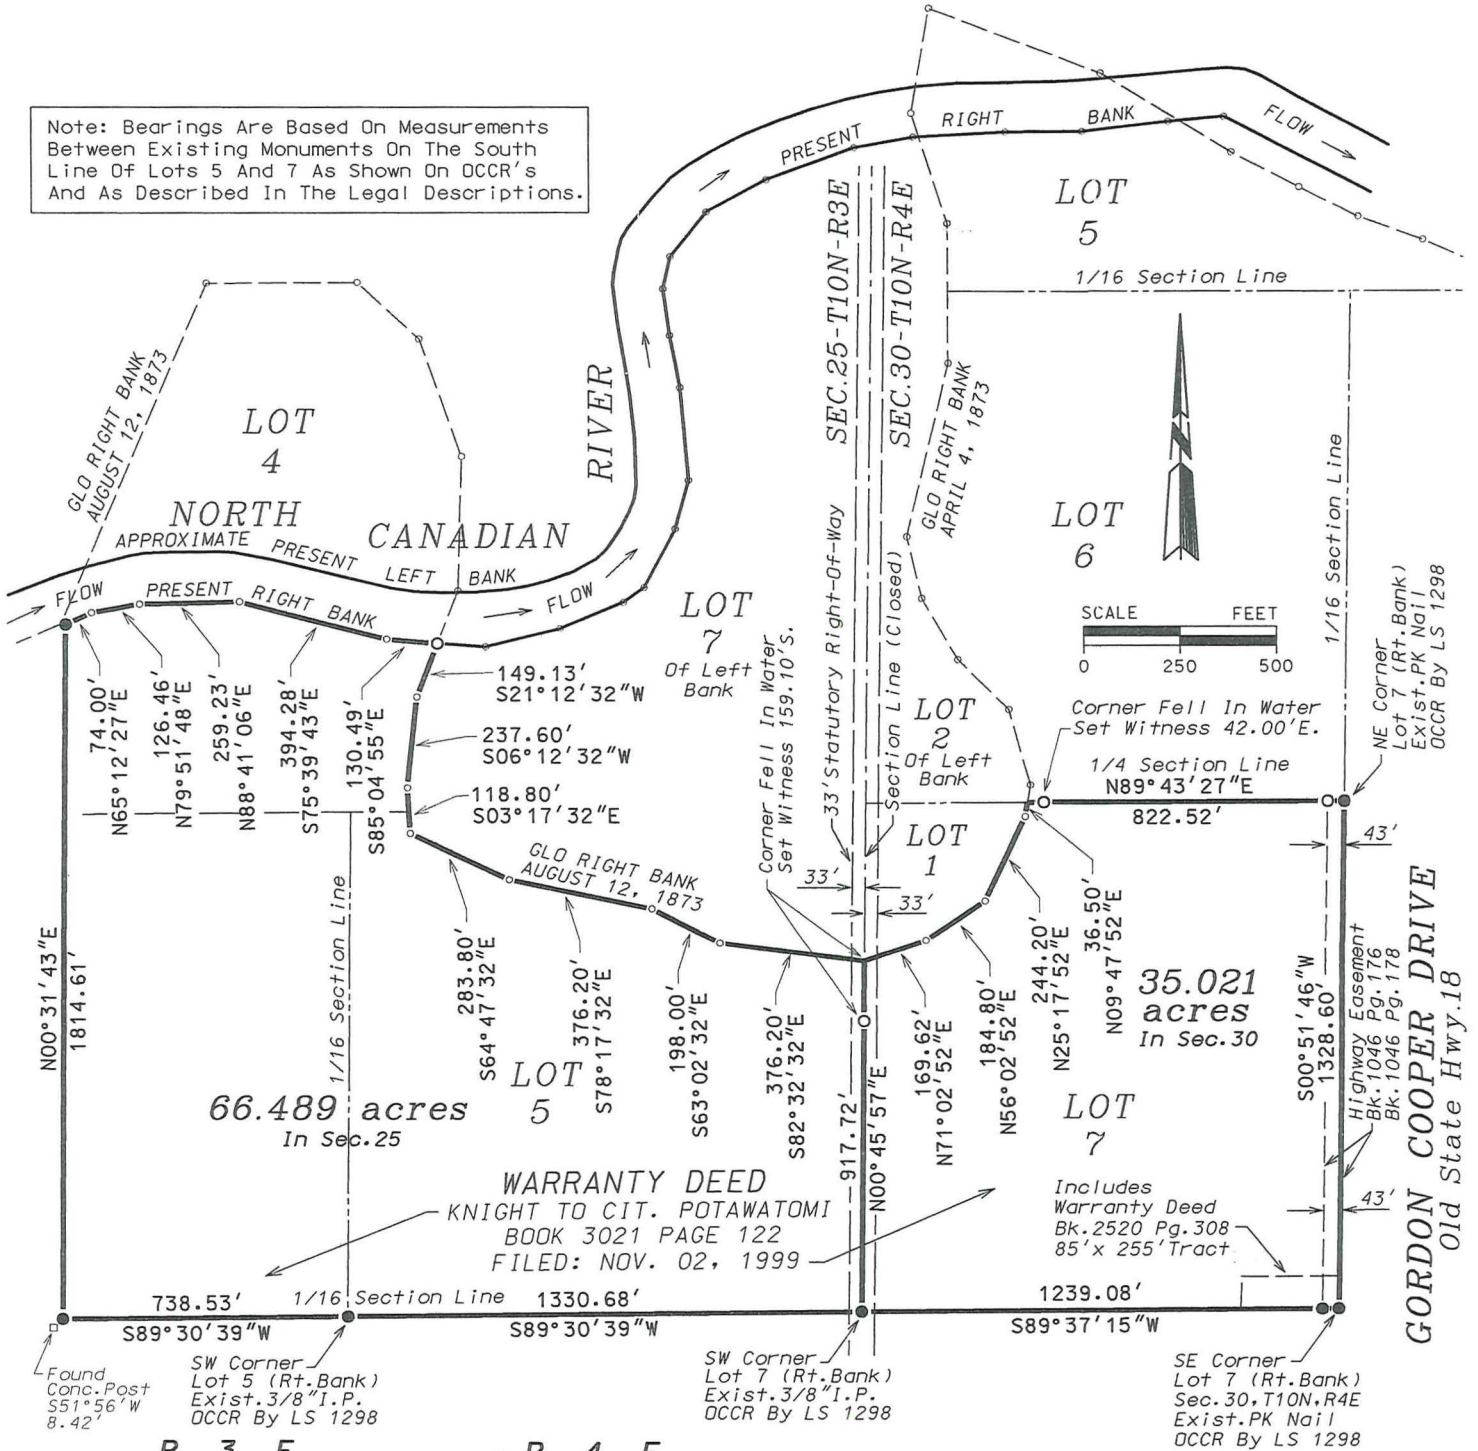 Note: Bearings Are Based On Measurements
Between Existing Monuments On The South
Line Of Lots 5 And 7 As Shown On OCCR's
And As Described In The Legal Descriptions.
PRESENT RIGHT BANK
FLOW
LOT
5
1/16 Section Line
SEC.25-T10N-R3E
SEC.30-T10N-R4E
GLO RIGHT BANK
AUGUST 12, 1873
LOT
4
RIVER
GLO RIGHT BANK
APRIL 4, 1873
1/16 Section Line
LOT
6
NORTH CANADIAN
APPROXIMATE PRESENT LEFT BANK
FLOW
PRESENT RIGHT BANK
FLOW
LOT
7
Of Left
Bank
33' Statutory Right-Of-Way
Section Line (Closed)
SCALE FEET
0 250 500
NE Corner
Lot 7 (Rt.Bank)
Exist.PK Nail
OCCR By LS 1298
74.00'
N65°12'27"E
126.46'
N79°51'48"E
259.23'
N88°41'06"E
394.28'
S75°39'43"E
130.49'
S85°04'55"E
149.13'
S21°12'32"W
237.60'
S06°12'32"W
118.80'
S03°17'32"E
Corner Fell In Water
Set Witness 159.10'S.
LOT
2
Of Left
Bank
Corner Fell In Water
Set Witness 42.00'E.
1/4 Section Line
N89°43'27"E
822.52'
43'
LOT
1
33'
33'
GLO RIGHT BANK
AUGUST 12, 1873
N00°31'43"E
1814.61'
1/16 Section Line
283.80'
S64°47'32"E
376.20'
S78°17'32"E
198.00'
S63°02'32"E
376.20'
S82°32'32"E
917.72'
N00°45'57"E
169.62'
N71°02'52"E
184.80'
N56°02'52"E
244.20'
N25°17'52"E
36.50'
N09°47'52"E
35.021
acres
In Sec.30
S00°51'46"W
1328.60'
Highway Easement
Bk.1046 Pg.176
Bk.1046 Pg.178
GORDON COOPER DRIVE
Old State Hwy.18
66.489 acres
In Sec.25
LOT
5
LOT
7
WARRANTY DEED
KNIGHT TO CIT. POTAWATOMI
BOOK 3021 PAGE 122
FILED: NOV. 02, 1999
Includes
Warranty Deed
Bk.2520 Pg.308
85'x 255'Tract
43'
738.53'
S89°30'39"W
1/16 Section Line
1330.68'
S89°30'39"W
1239.08'
S89°37'15"W
Found
Conc.Post
S51°56'W
8.42'
SW Corner
Lot 5 (Rt.Bank)
Exist.3/8"I.P.
OCCR By LS 1298
SW Corner
Lot 7 (Rt.Bank)
Exist.3/8"I.P.
OCCR By LS 1298
SE Corner
Lot 7 (Rt.Bank)
Sec.30,T10N,R4E
Exist.PK Nail
OCCR By LS 1298